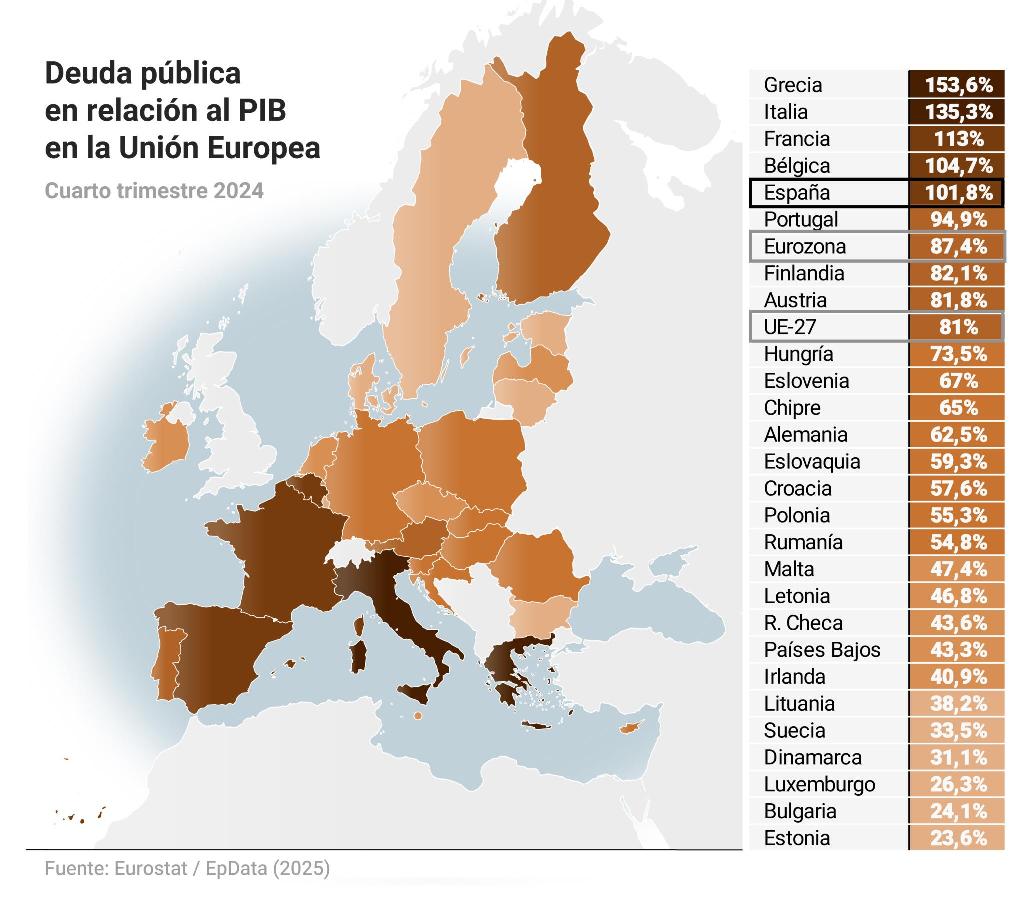 Deuda pública
en relación al PIB
en la Unión Europea
Cuarto trimestre 2024
Grecia 153,6%
Italia 135,3%
Francia 113%
Bélgica 104,7%
España 101,8%
Portugal 94,9%
Eurozona 87,4%
Finlandia 82,1%
Austria 81,8%
UE-27 81%
Hungría 73,5%
Eslovenia 67%
Chipre 65%
Alemania 62,5%
Eslovaquia 59,3%
Croacia 57,6%
Polonia 55,3%
Rumanía 54,8%
Malta 47,4%
Letonia 46,8%
R. Checa 43,6%
Países Bajos 43,3%
Irlanda 40,9%
Lituania 38,2%
Suecia 33,5%
Dinamarca 31,1%
Luxemburgo 26,3%
Bulgaria 24,1%
Estonia 23,6%
Fuente: Eurostat / EpData (2025)